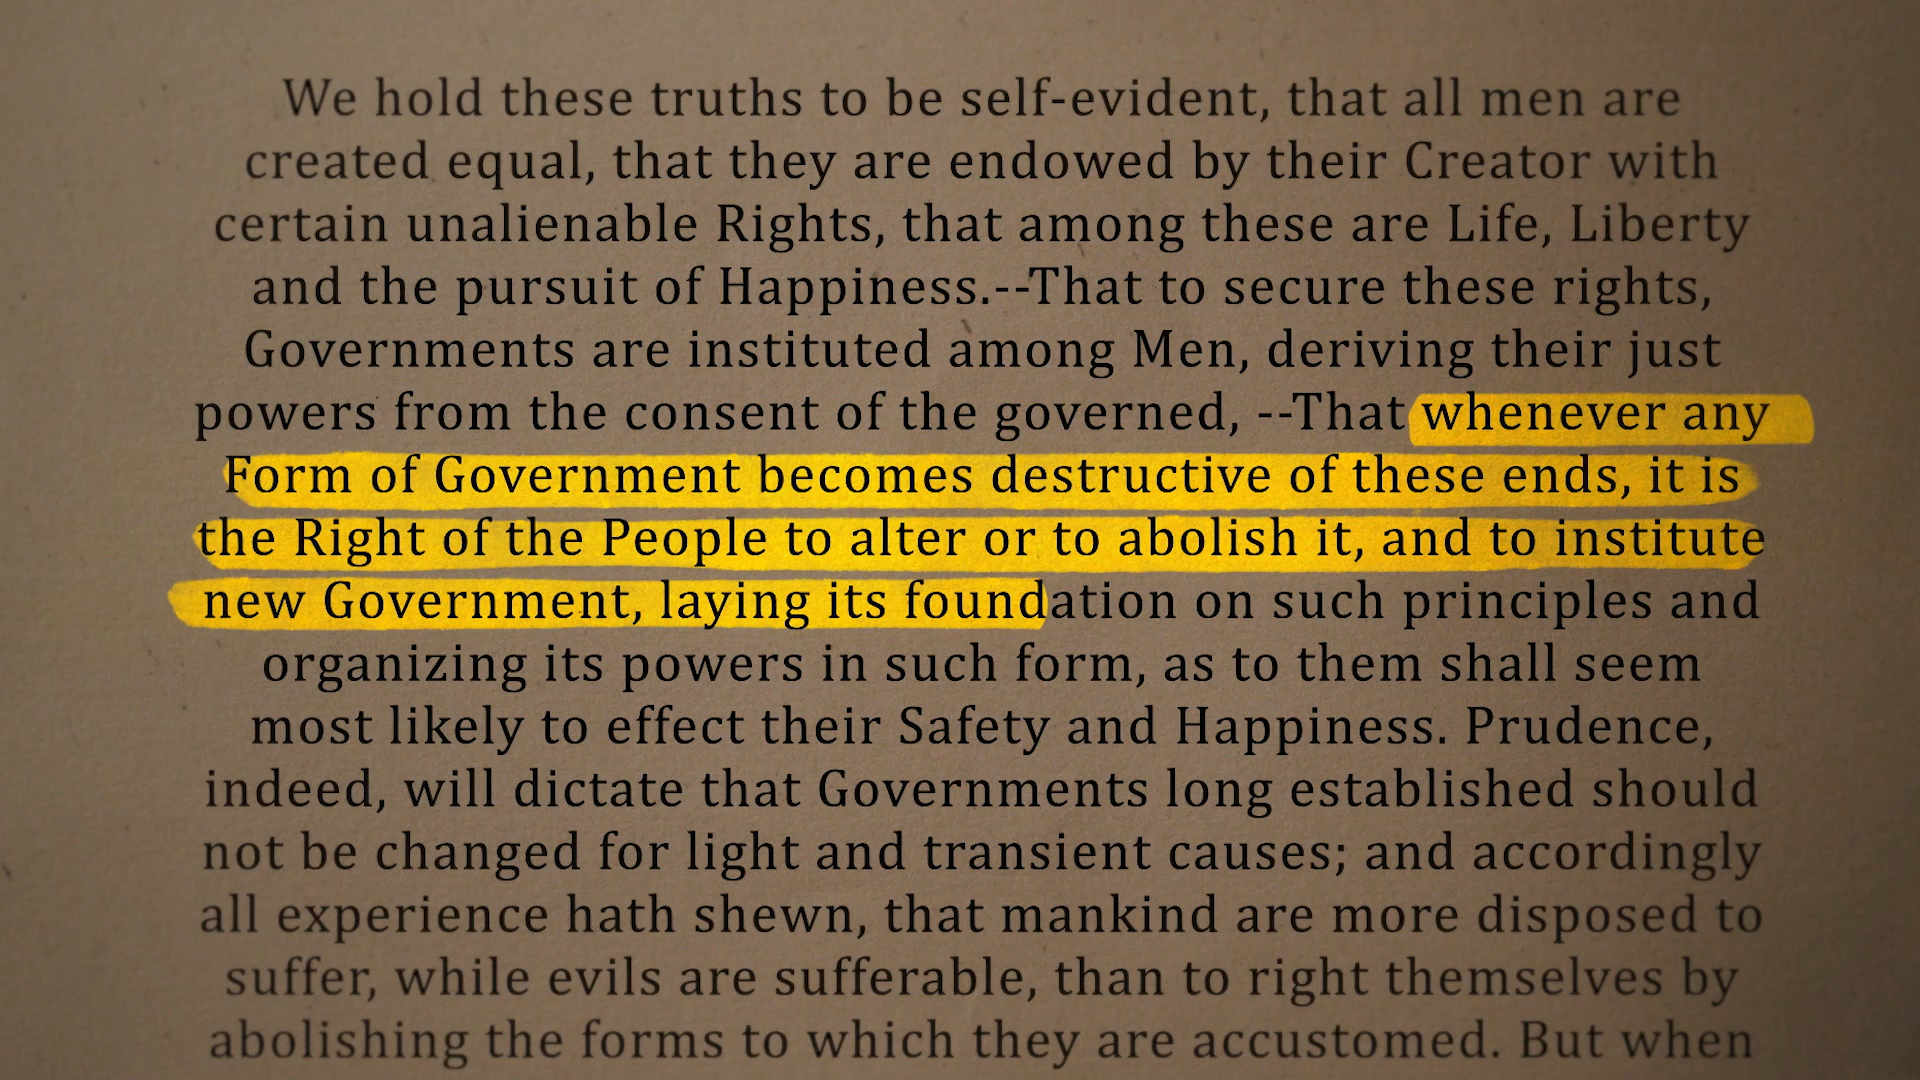 We hold these truths to be self-evident, that all men are
created equal, that they are endowed by their Creator with
certain unalienable Rights, that among these are Life, Liberty
and the pursuit of Happiness.--That to secure these rights,
Governments are instituted among Men, deriving their just
powers from the consent of the governed, --That whenever any
Form of Government becomes destructive of these ends, it is
the Right of the People to alter or to abolish it, and to institute
new Government, laying its foundation on such principles and
organizing its powers in such form, as to them shall seem
most likely to effect their Safety and Happiness. Prudence,
indeed, will dictate that Governments long established should
not be changed for light and transient causes; and accordingly
all experience hath shewn, that mankind are more disposed to
suffer, while evils are sufferable, than to right themselves by
abolishing the forms to which they are accustomed. But when